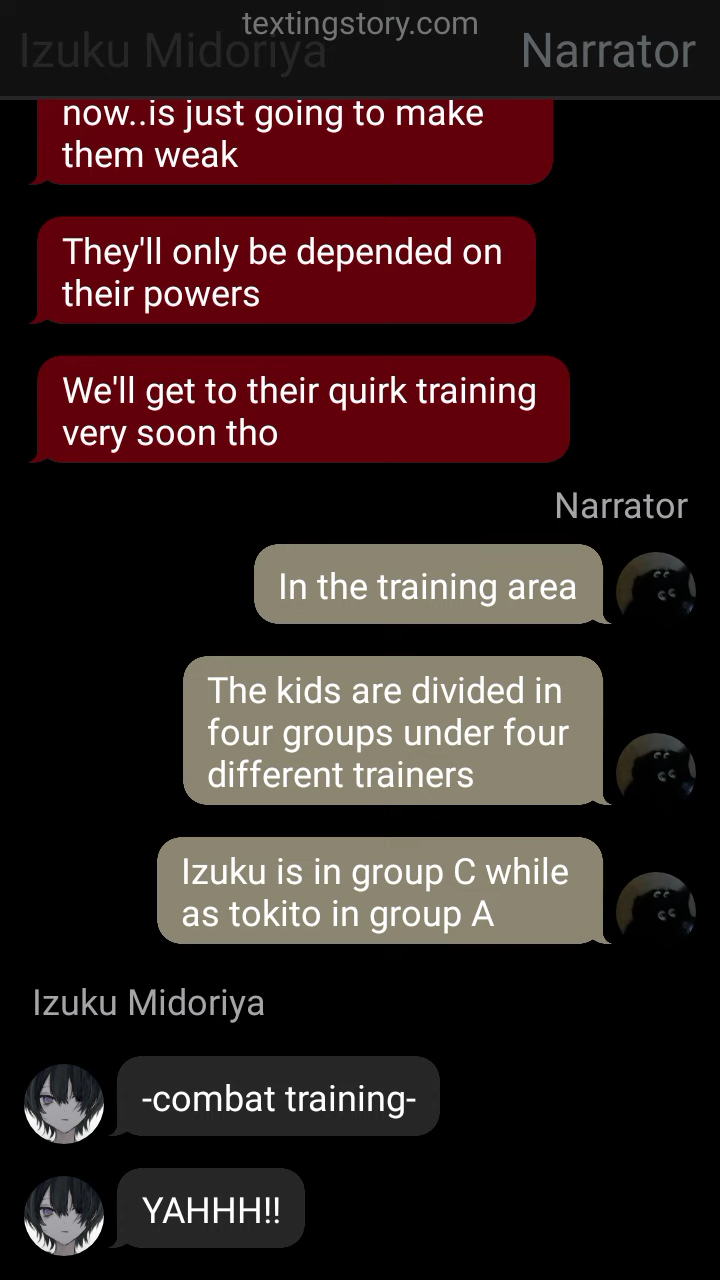 textingstory.com
Izuku Midoriya
Narrator
now..is just going to make
them weak
They'll only be depended on
their powers
We'll get to their quirk training
very soon tho
Narrator
In the training area
The kids are divided in
four groups under four
different trainers
Izuku is in group C while
as tokito in group A
Izuku Midoriya
-combat training-
YAHHH!!